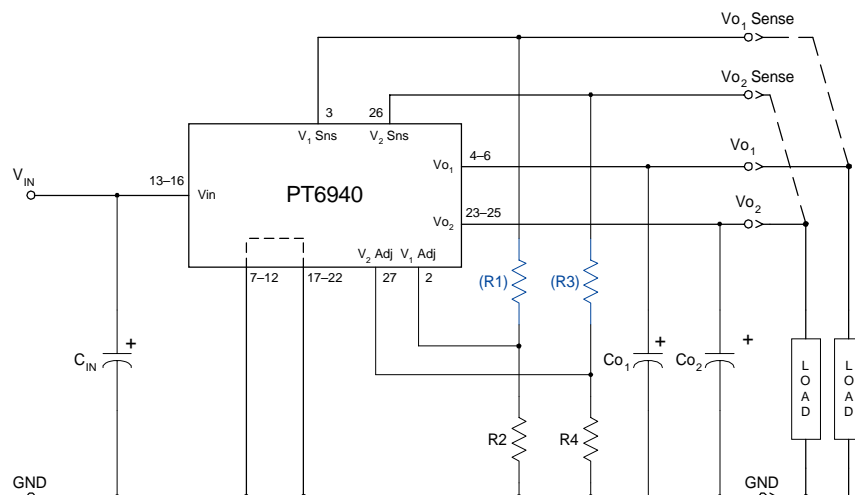 Vo1 Sense
Vo2 Sense
3
26
V1 Sns
V2 Sns
4–6
Vo1
Vo1
VIN
13–16
Vin
PT6940
23–25
Vo2
Vo2
V2 Adj
V1 Adj
7–12
17–22
27
2
(R1)
(R3)
+
CIN
+
Co1
+
Co2
LOAD
LOAD
R2
R4
GND
GND